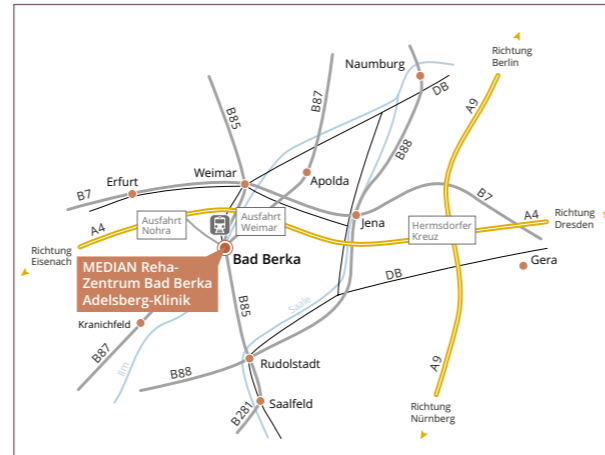 Richtung
Berlin
Naumburg
DB
B87
B85
A9
B88
Weimar
Erfurt
Apolda
B7
B7
Ausfahrt
Nohra
Ausfahrt
Weimar
Jena
Hermsdorfer
Kreuz
A4
Richtung
Dresden
A4
Richtung
Eisenach
Bad Berka
MEDIAN Reha-
Zentrum Bad Berka
Adelsberg-Klinik
Gera
DB
Saale
B85
Kranichfeld
B87
Ilm
Rudolstadt
B88
A9
Saalfeld
B281
Richtung
Nürnberg